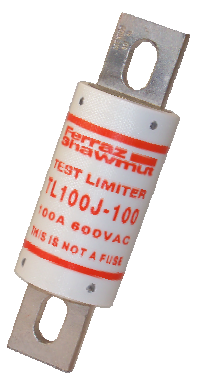 Ferraz
Shawmut
TEST LIMITER
TL100J-100
100A 600VAC
THIS IS NOT A FUSE